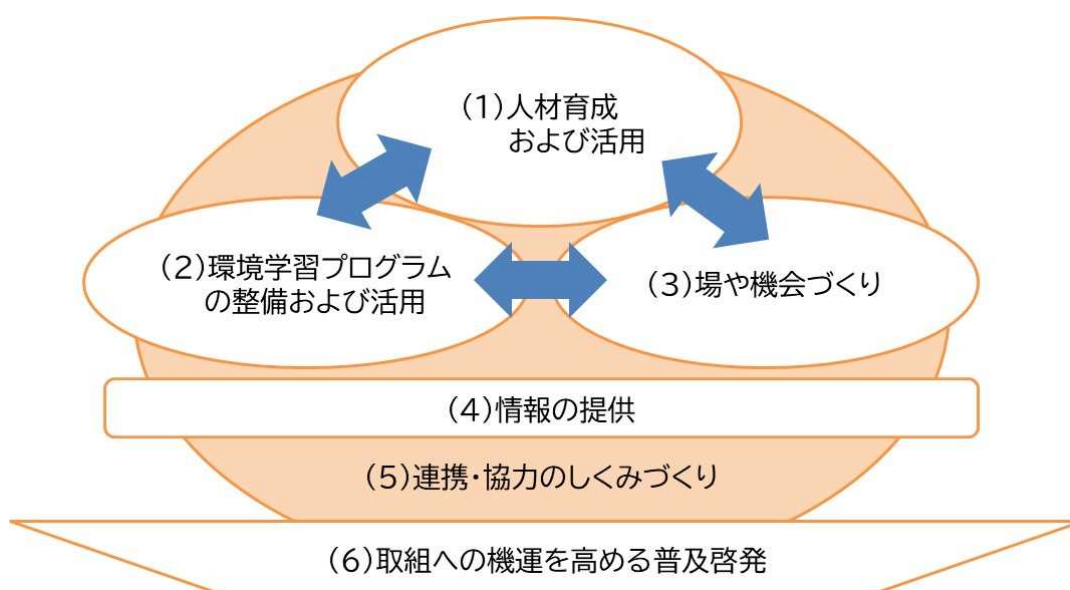 (1)人材育成
および活用
(2)環境学習プログラム
の整備および活用
(3)場や機会づくり
(4)情報の提供
(5)連携・協力のしくみづくり
(6)取組への機運を高める普及啓発